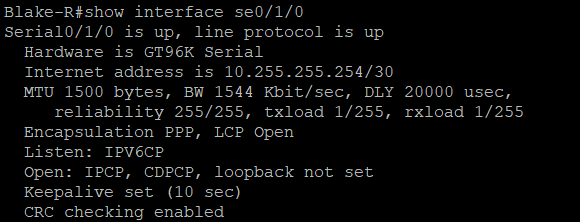 Blake-R#show interface se0/1/0
Serial0/1/0 is up, line protocol is up
Hardware is GT96K Serial
Internet address is 10.255.255.254/30
MTU 1500 bytes, BW 1544 Kbit/sec, DLY 20000 usec,
reliability 255/255, txload 1/255, rxload 1/255
Encapsulation PPP, LCP Open
Listen: IPV6CP
Open: IPCP, CDPCP, loopback not set
Keepalive set (10 sec)
CRC checking enabled